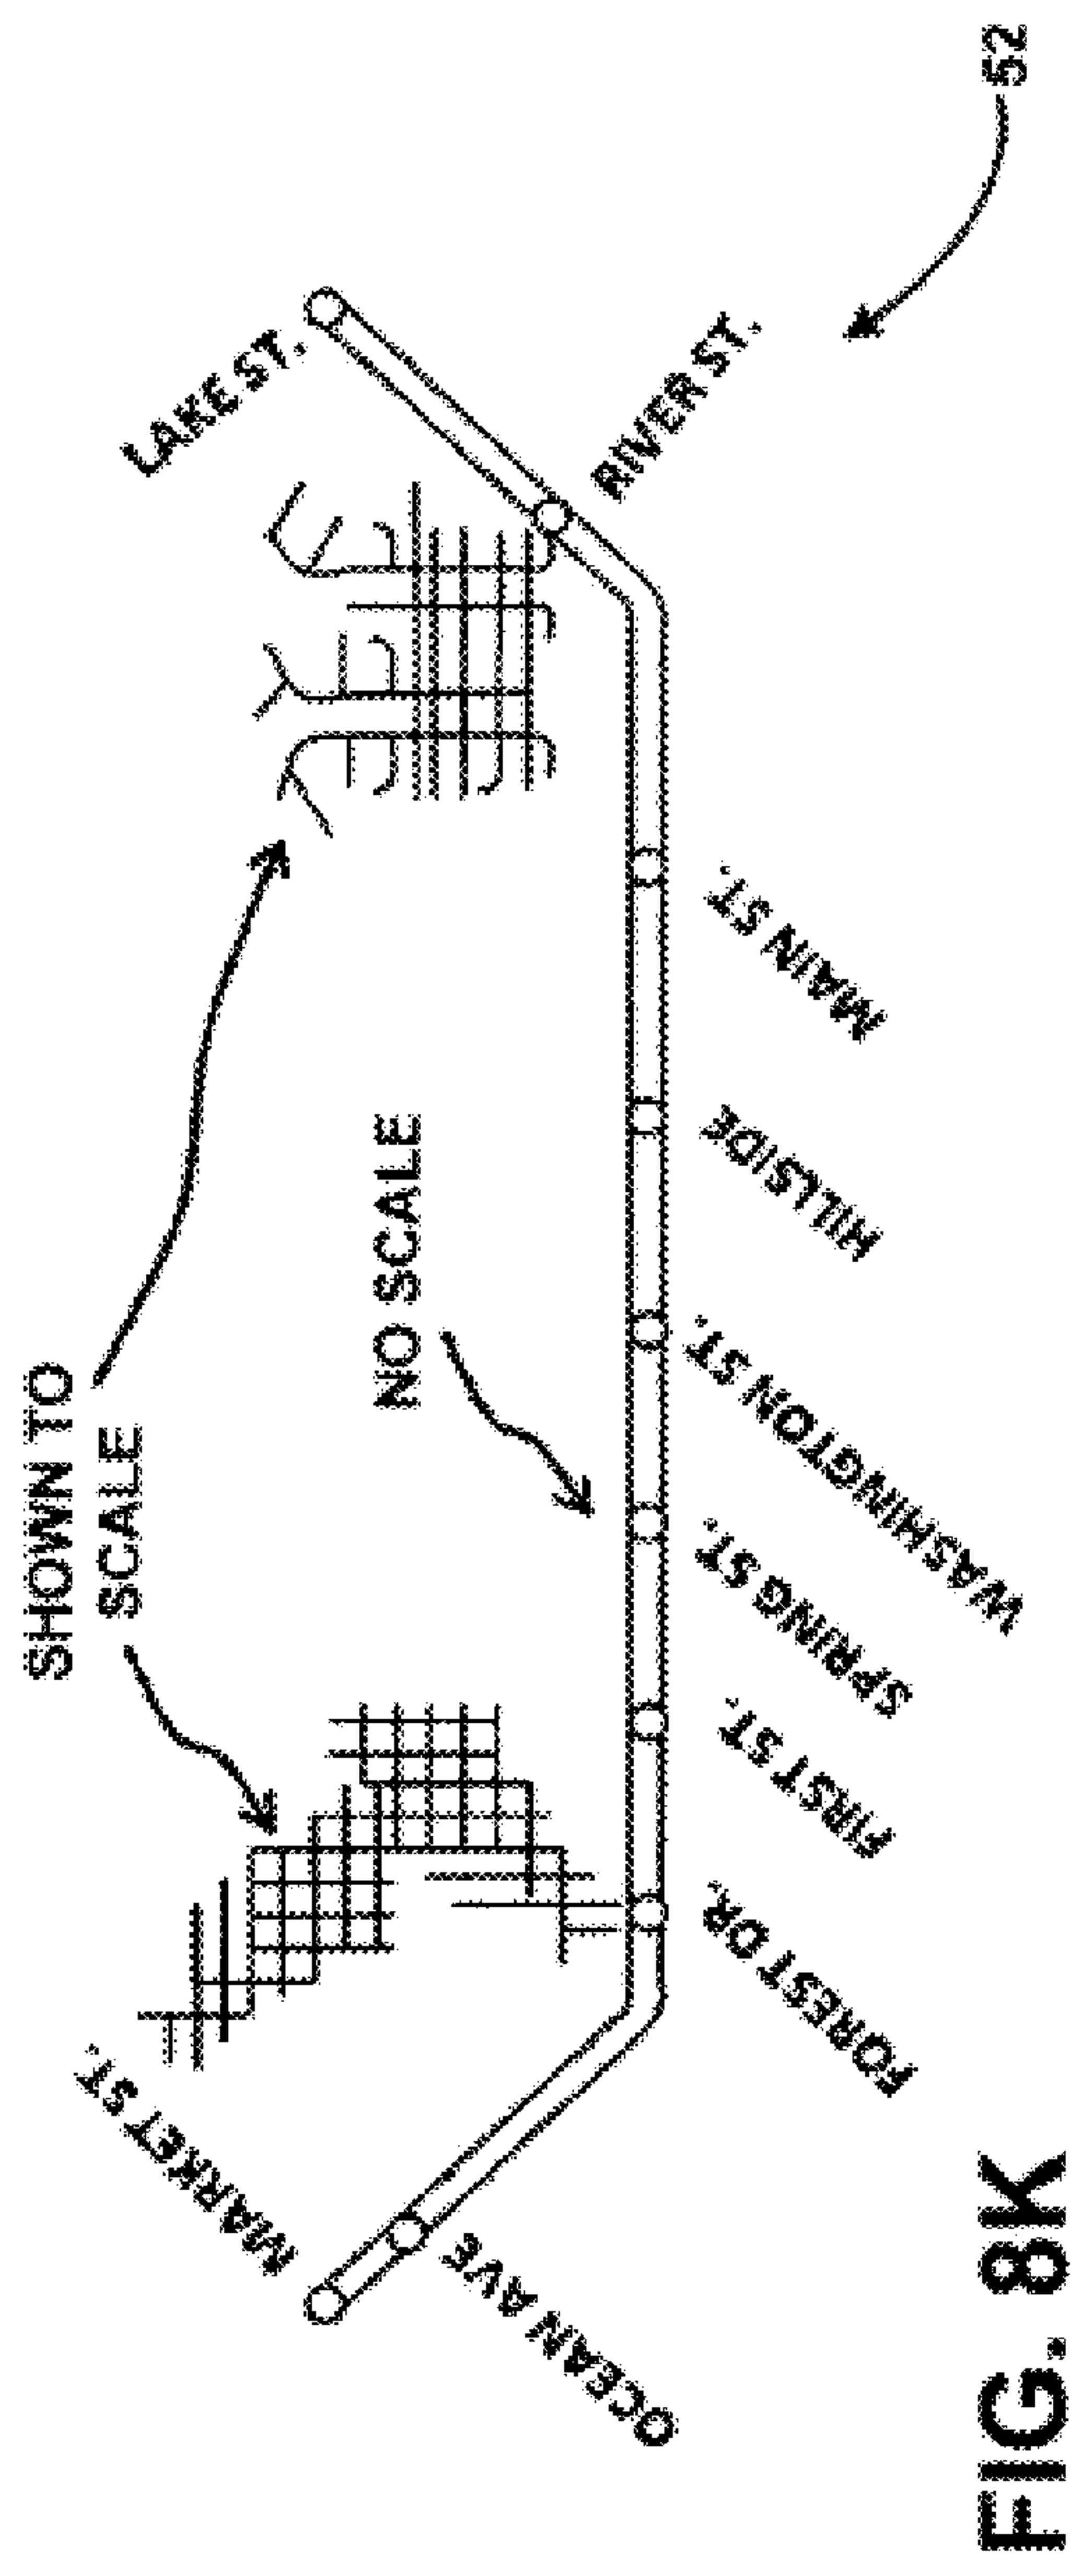 SHOWN TO
SCALE
NO SCALE
MARKET ST.
LAKE ST.
OCEAN AVE
FORREST DR.
FIRST ST.
SPRING ST.
WASHINGTON ST.
HILLSIDE
MAIN ST.
RIVER ST.
52
FIG. 8K